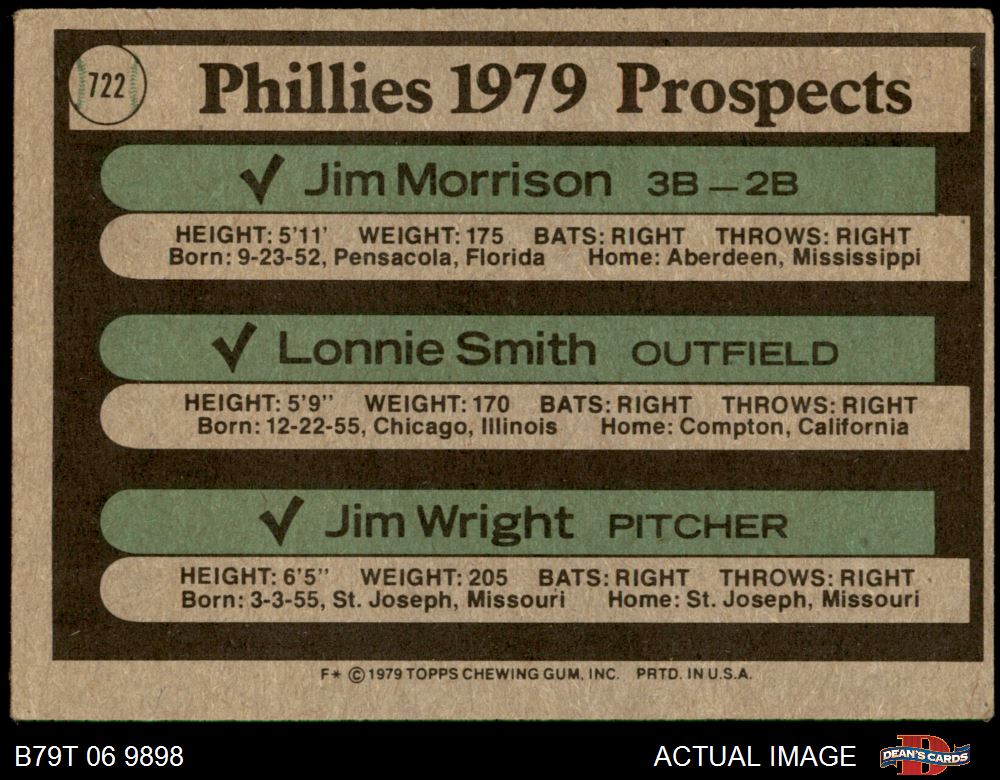 722
Phillies 1979 Prospects
✓ Jim Morrison 3B — 2B
HEIGHT: 5'11' WEIGHT: 175 BATS: RIGHT THROWS: RIGHT
Born: 9-23-52, Pensacola, Florida Home: Aberdeen, Mississippi
✓ Lonnie Smith OUTFIELD
HEIGHT: 5'9" WEIGHT: 170 BATS: RIGHT THROWS: RIGHT
Born: 12-22-55, Chicago, Illinois Home: Compton, California
✓ Jim Wright PITCHER
HEIGHT: 6'5" WEIGHT: 205 BATS: RIGHT THROWS: RIGHT
Born: 3-3-55, St. Joseph, Missouri Home: St. Joseph, Missouri
F* © 1979 TOPPS CHEWING GUM, INC. PRTD. IN U.S.A.
B79T 06 9898 ACTUAL IMAGE D DEAN'S CARDS